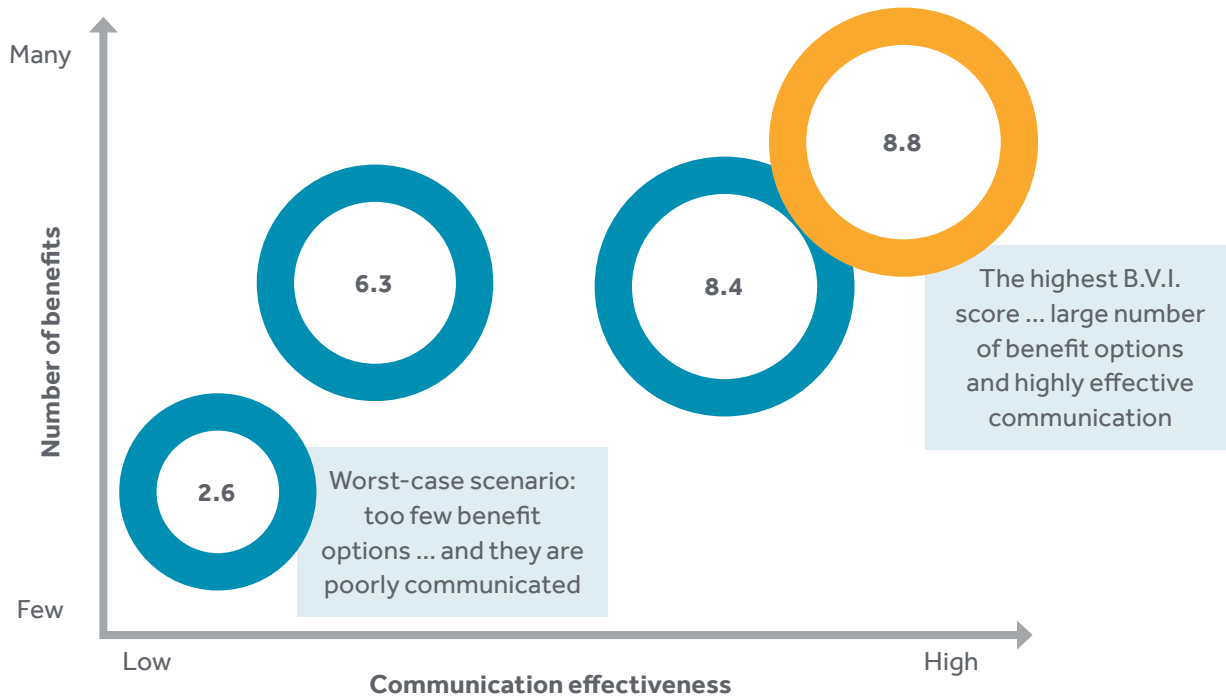 Many
8.8
Number of benefits
6.3
8.4
The highest B.V.I.
score ... large number
of benefit options
and highly effective
communication
2.6
Worst-case scenario:
too few benefit
options ... and they are
poorly communicated
Few
Low
High
Communication effectiveness